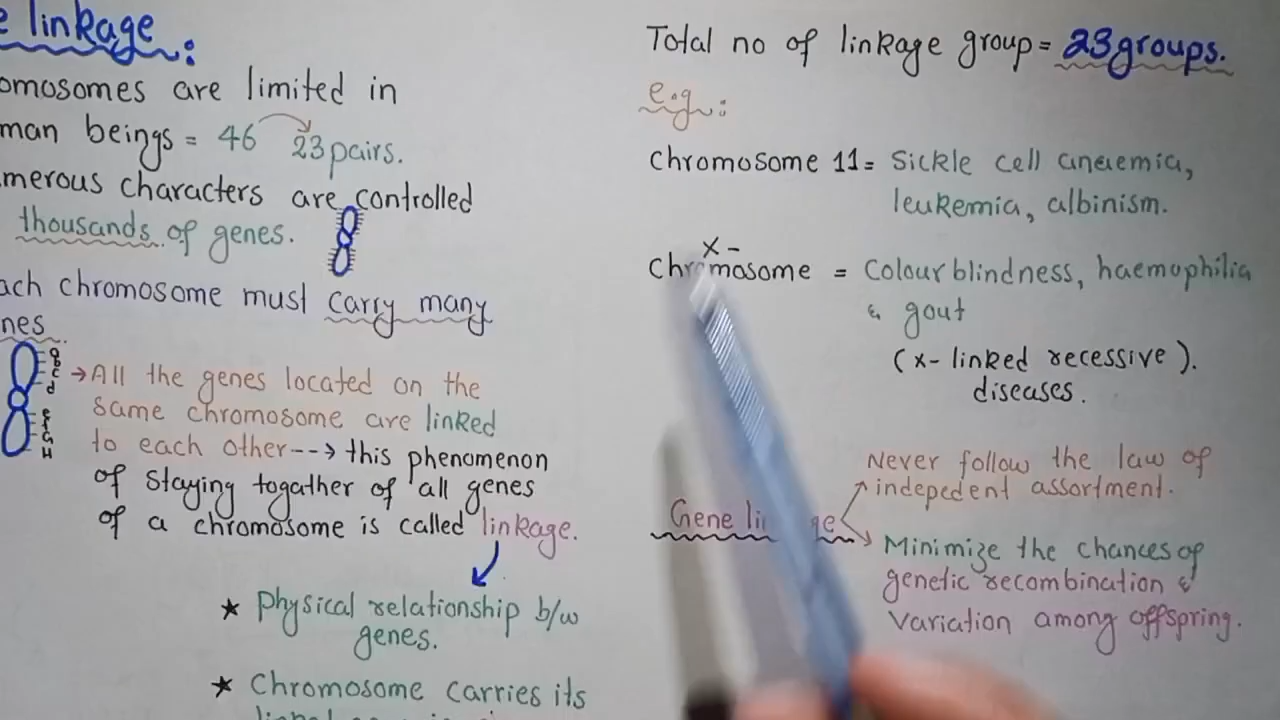 linkage:
omosomes are limited in
man beings = 46 23 pairs.
merous characters are controlled
thousands of genes.
ach chromosome must carry many
nes
→ All the genes located on the
same chromosome are linked
to each other---> this phenomenon
of staying togather of all genes
of a chromosome is called linkage.
* Physical relationship b/w
genes.
* Chromosome carries its
Total no of linkage group = 23 groups.
e.g:
Chromosome 11 = Sickle cell anaemia,
leukemia, albinism.
X-
Chromosome = Colour blindness, haemophilia
& gout
(x-linked recessive).
diseases.
Never follow the law of
indepedent assortment.
Gene li ge
Minimize the chances of
genetic recombination &
variation among offspring.